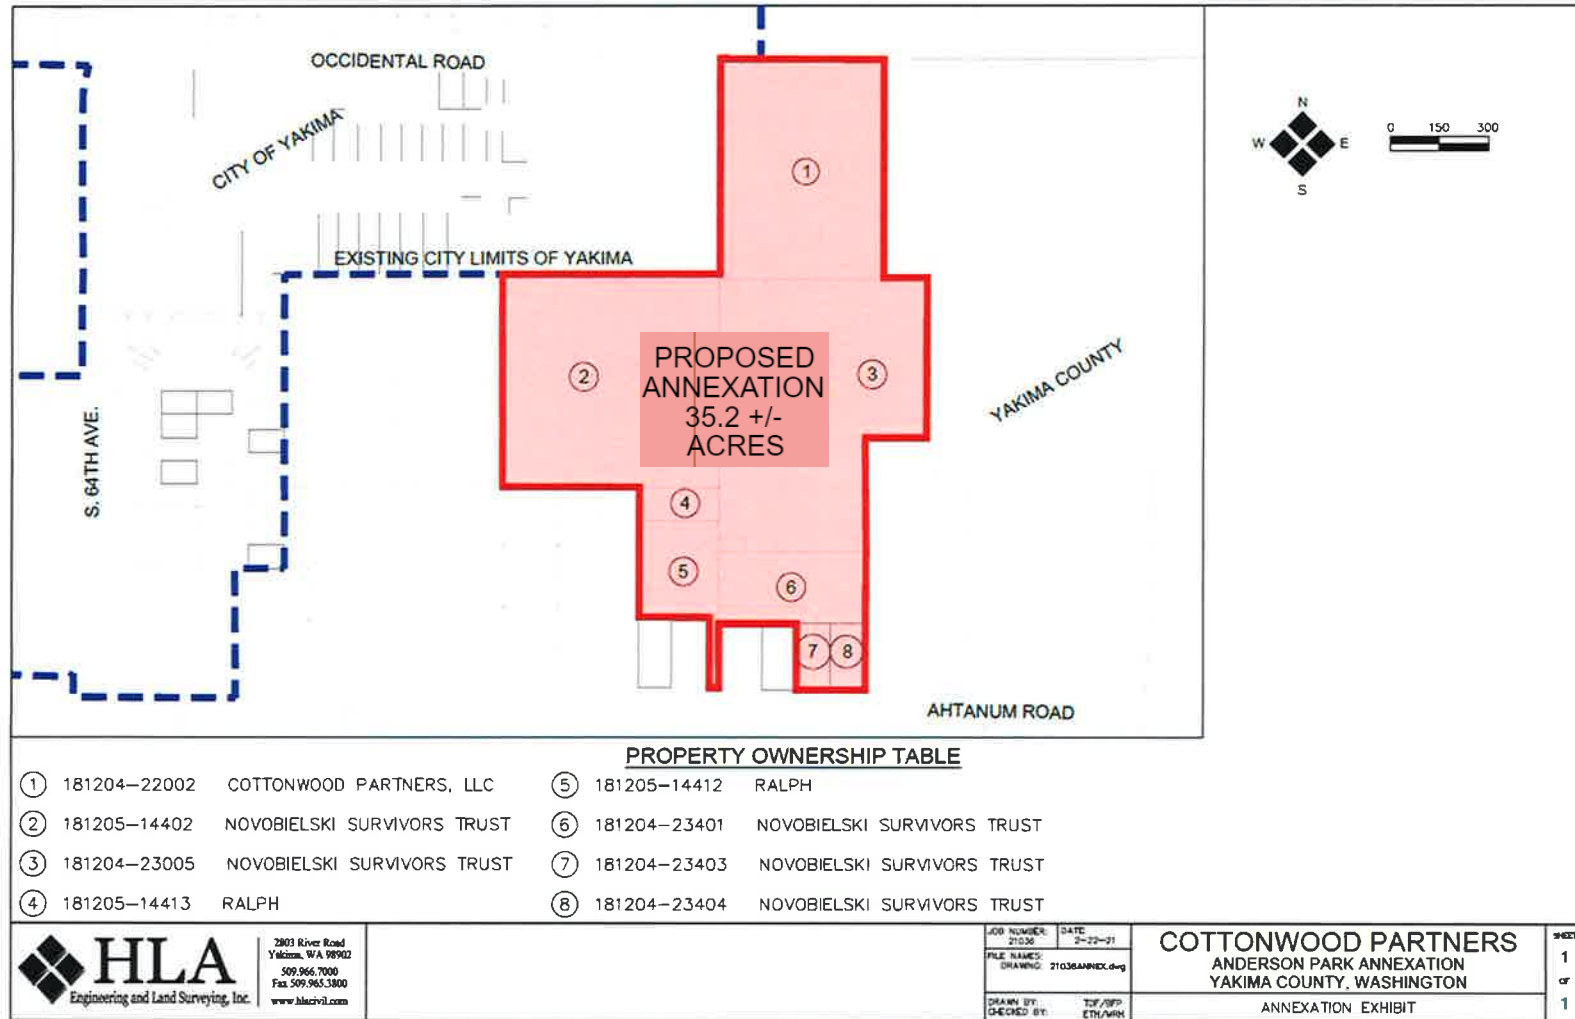 OCCIDENTAL ROAD
CITY OF YAKIMA
EXISTING CITY LIMITS OF YAKIMA
S. 64TH AVE.
YAKIMA COUNTY
AHTANUM ROAD
PROPOSED
ANNEXATION
35.2 +/-
ACRES
1
2
3
4
5
6
7
8
N
W E
S
0 150 300
PROPERTY OWNERSHIP TABLE
1 181204-22002 COTTONWOOD PARTNERS, LLC
2 181205-14402 NOVOBIELSKI SURVIVORS TRUST
3 181204-23005 NOVOBIELSKI SURVIVORS TRUST
4 181205-14413 RALPH
5 181205-14412 RALPH
6 181204-23401 NOVOBIELSKI SURVIVORS TRUST
7 181204-23403 NOVOBIELSKI SURVIVORS TRUST
8 181204-23404 NOVOBIELSKI SURVIVORS TRUST
HLA
Engineering and Land Surveying, Inc.
2803 River Road
Yakima, WA 98902
509.966.7000
Fax 509.965.3800
www.hlacivil.com
JOB NUMBER: 21036
DATE: 2-22-21
FILE NAMES:
DRAWING: 21036ANNEX.dwg
DRAWN BY: TDF/BFP
CHECKED BY: ETH/MRH
COTTONWOOD PARTNERS
ANDERSON PARK ANNEXATION
YAKIMA COUNTY, WASHINGTON
ANNEXATION EXHIBIT
SHEET
1
OF
1